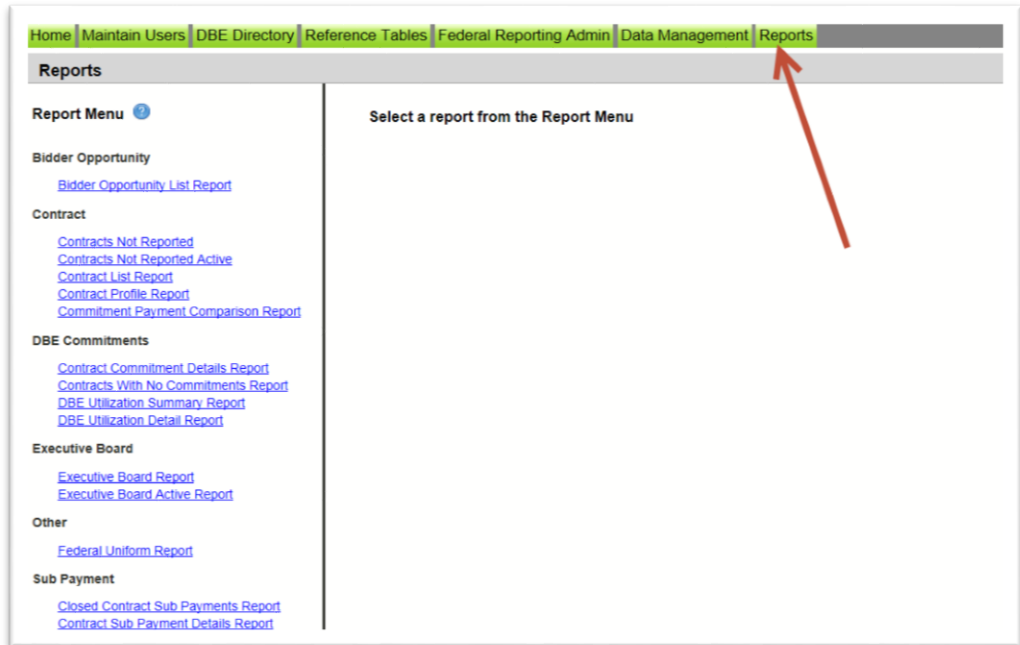 Home Maintain Users DBE Directory Reference Tables Federal Reporting Admin Data Management Reports
Reports
Report Menu ?
Select a report from the Report Menu
Bidder Opportunity
Bidder Opportunity List Report
Contract
Contracts Not Reported
Contracts Not Reported Active
Contract List Report
Contract Profile Report
Commitment Payment Comparison Report
DBE Commitments
Contract Commitment Details Report
Contracts With No Commitments Report
DBE Utilization Summary Report
DBE Utilization Detail Report
Executive Board
Executive Board Report
Executive Board Active Report
Other
Federal Uniform Report
Sub Payment
Closed Contract Sub Payments Report
Contract Sub Payment Details Report